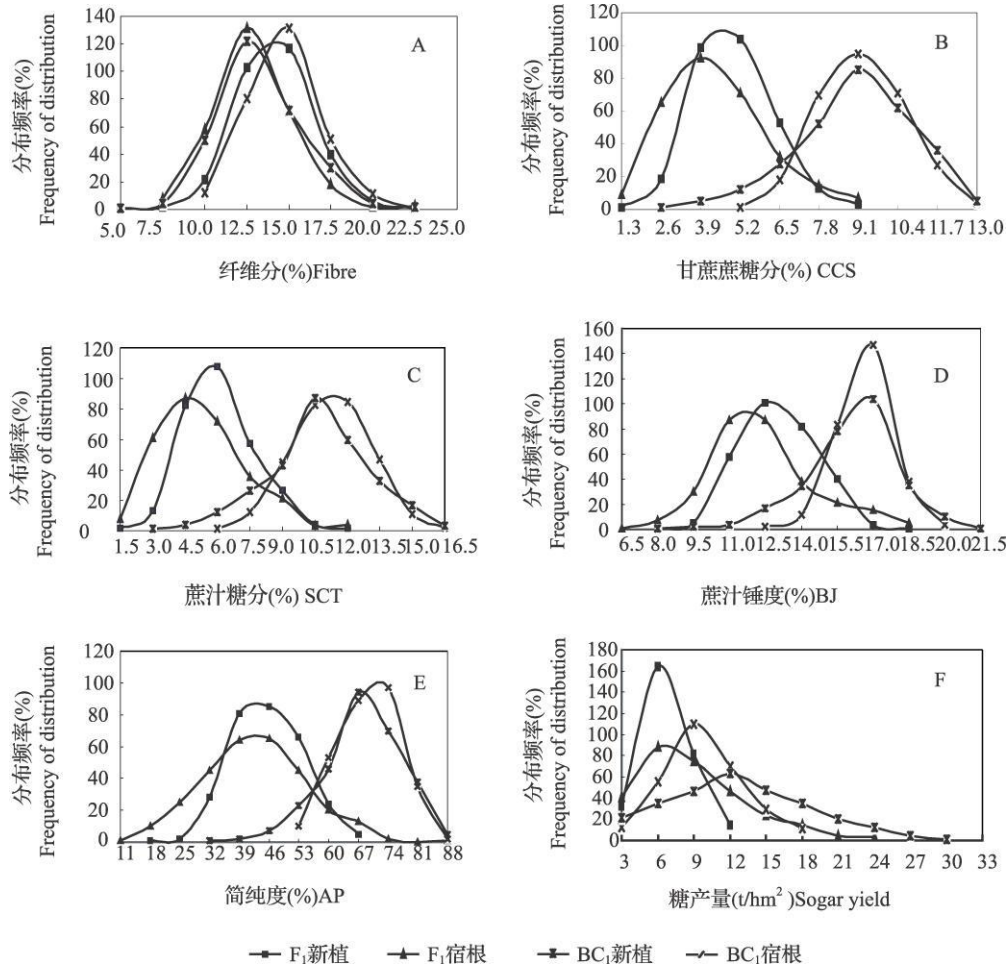 140
120
100
80
60
40
20
0
5.0 7.5 10.0 12.5 15.0 17.5 20.0 22.5 25.0
A
分布频率(%)
Frequency of distribution
纤维分(%)Fibre
120
100
80
60
40
20
0
1.3 2.6 3.9 5.2 6.5 7.8 9.1 10.4 11.7 13.0
B
分布频率(%)
Frequency of distribution
甘蔗蔗糖分(%) CCS
120
100
80
60
40
20
0
1.5 3.0 4.5 6.0 7.5 9.0 10.5 12.0 13.5 15.0 16.5
C
分布频率(%)
Frequency of distribution
蔗汁糖分(%) SCT
160
140
120
100
80
60
40
20
0
6.5 8.0 9.5 11.0 12.5 14.0 15.5 17.0 18.5 20.0 21.5
D
分布频率(%)
Frequency of distribution
蔗汁锤度(%)BJ
120
100
80
60
40
20
0
11 18 25 32 39 46 53 60 67 74 81 88
E
分布频率(%)
Frequency of distribution
简纯度(%)AP
180
160
140
120
100
80
60
40
20
0
3 6 9 12 15 18 21 24 27 30 33
F
分布频率(%)
Frequency of distribution
糖产量(t/hm²)Sogar yield
F₁新植 F₁宿根 BC₁新植 BC₁宿根